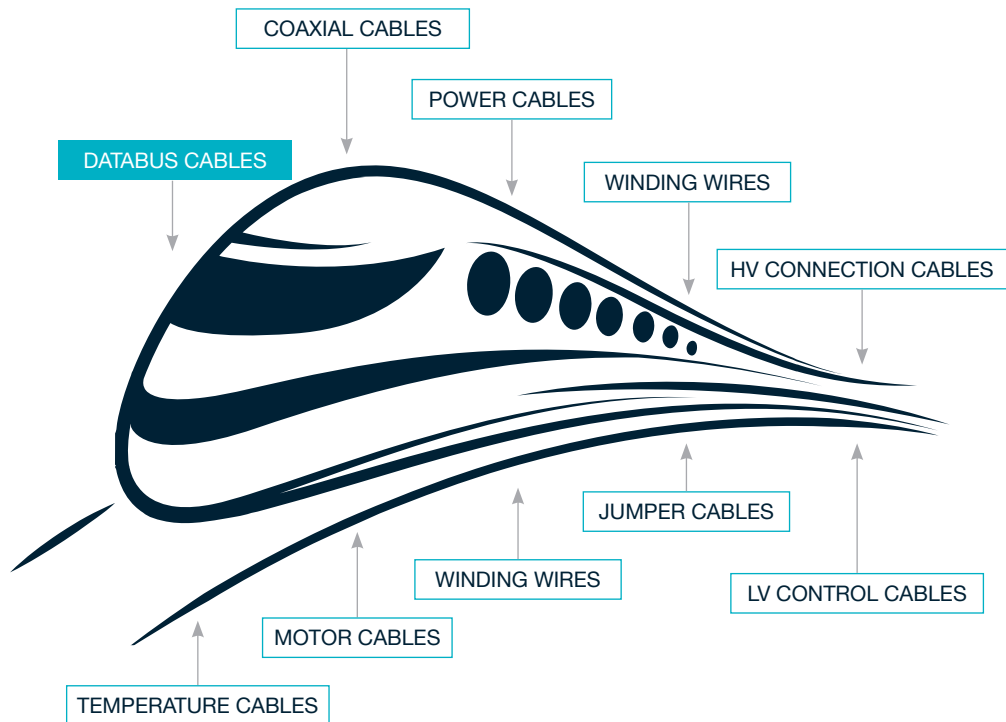 COAXIAL CABLES
POWER CABLES
DATABUS CABLES
WINDING WIRES
HV CONNECTION CABLES
JUMPER CABLES
WINDING WIRES
LV CONTROL CABLES
MOTOR CABLES
TEMPERATURE CABLES